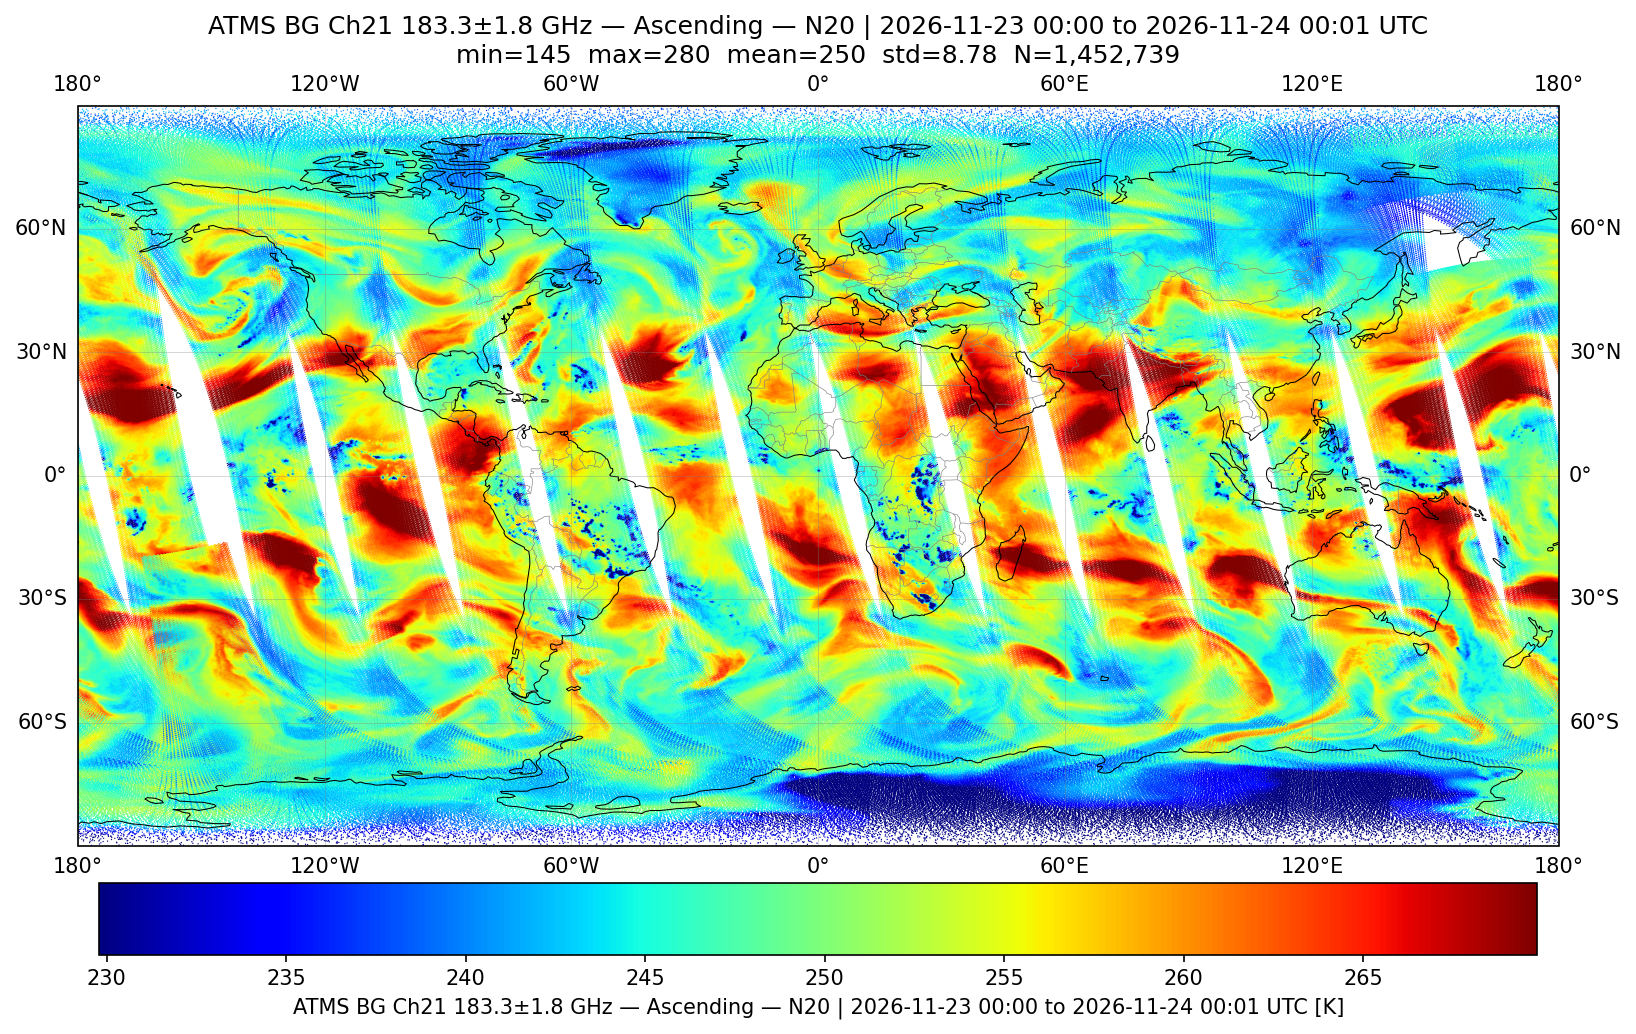 ATMS BG Ch21 183.3±1.8 GHz — Ascending — N20 | 2026-11-23 00:00 to 2026-11-24 00:01 UTC
min=145 max=280 mean=250 std=8.78 N=1,452,739
180° 120°W 60°W 0° 60°E 120°E 180°
60°N 60°N
30°N 30°N
0° 0°
30°S 30°S
60°S 60°S
180° 120°W 60°W 0° 60°E 120°E 180°
230 235 240 245 250 255 260 265
ATMS BG Ch21 183.3±1.8 GHz — Ascending — N20 | 2026-11-23 00:00 to 2026-11-24 00:01 UTC [K]